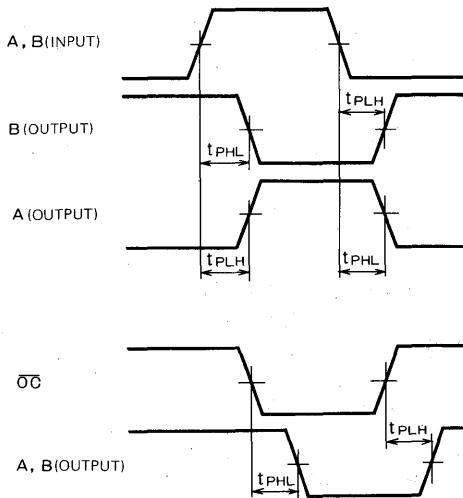 A, B(INPUT)
tPLH
B(OUTPUT)
tPHL
A(OUTPUT)
tPLH
tPHL
OC
tPLH
A, B(OUTPUT)
tPHL